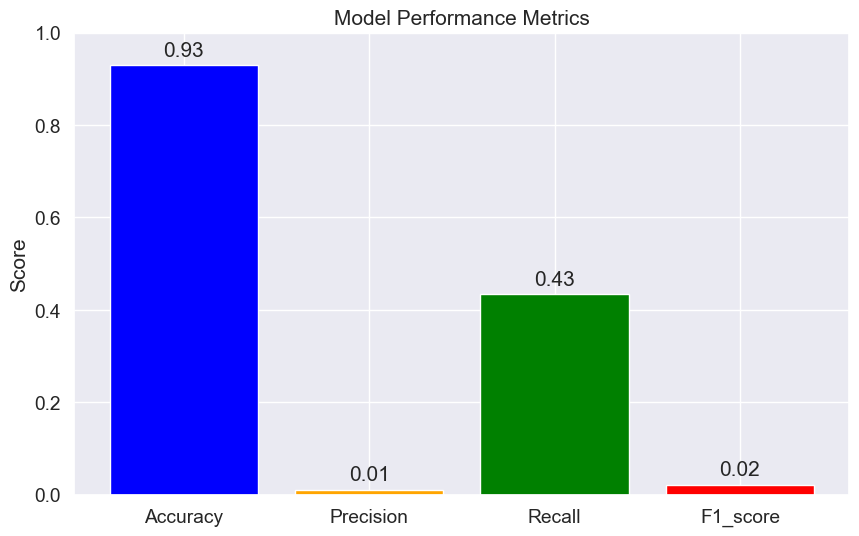 Model Performance Metrics
1.0
0.8
0.6
0.4
0.2
0.0
Score
0.93
0.01
0.43
0.02
Accuracy
Precision
Recall
F1_score